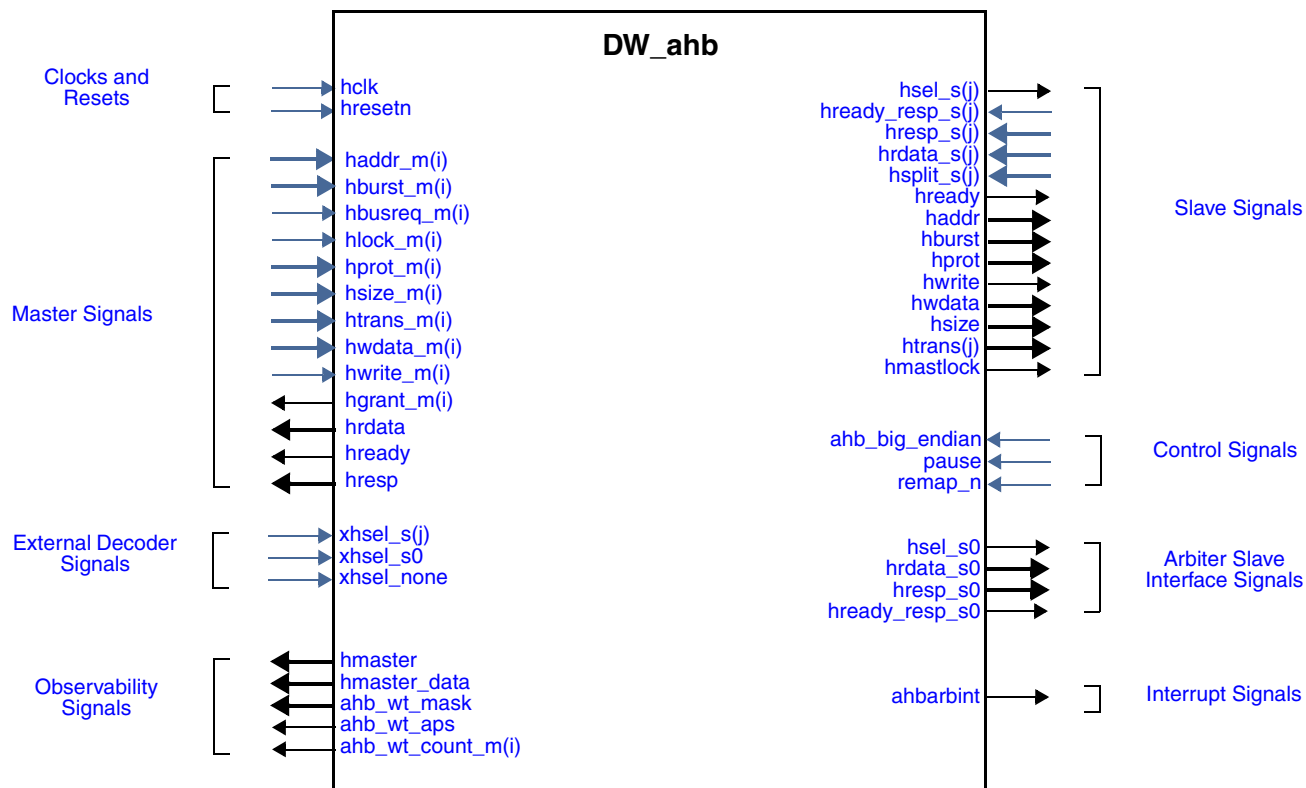 DW_ahb
Clocks and
Resets
hclk
hresetn
Master Signals
haddr_m(i)
hburst_m(i)
hbusreq_m(i)
hlock_m(i)
hprot_m(i)
hsize_m(i)
htrans_m(i)
hwdata_m(i)
hwrite_m(i)
hgrant_m(i)
hrdata
hready
hresp
External Decoder
Signals
xhsel_s(j)
xhsel_s0
xhsel_none
Observability
Signals
hmaster
hmaster_data
ahb_wt_mask
ahb_wt_aps
ahb_wt_count_m(i)
hsel_s(j)
hready_resp_s(j)
hresp_s(j)
hrdata_s(j)
hsplit_s(j)
hready
haddr
hburst
hprot
hwrite
hwdata
hsize
htrans(j)
hmastlock
Slave Signals
ahb_big_endian
pause
remap_n
Control Signals
hsel_s0
hrdata_s0
hresp_s0
hready_resp_s0
Arbiter Slave
Interface Signals
ahbarbint
Interrupt Signals